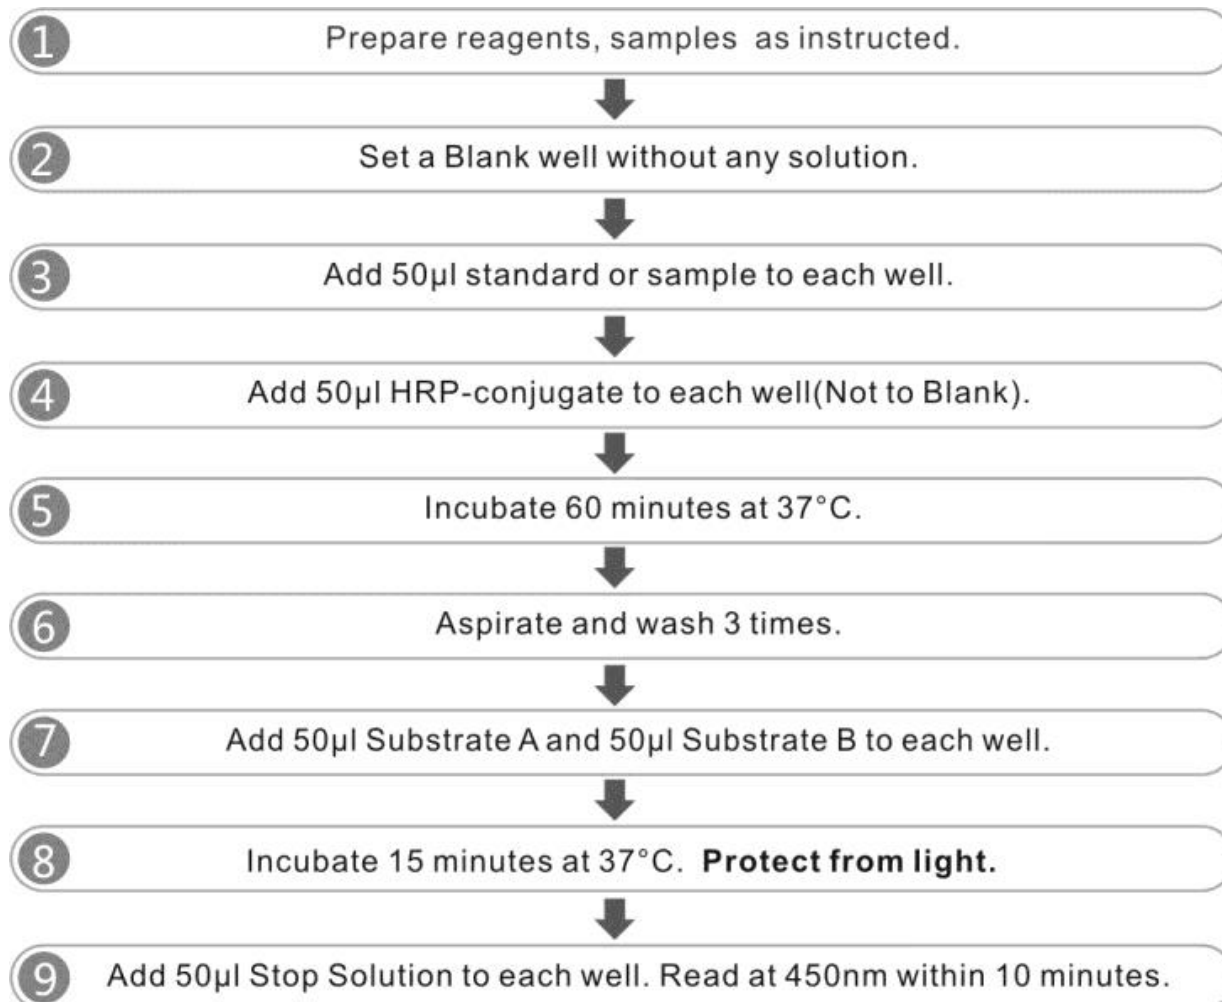 1 Prepare reagents, samples as instructed.
2 Set a Blank well without any solution.
3 Add 50μl standard or sample to each well.
4 Add 50μl HRP-conjugate to each well(Not to Blank).
5 Incubate 60 minutes at 37°C.
6 Aspirate and wash 3 times.
7 Add 50μl Substrate A and 50μl Substrate B to each well.
8 Incubate 15 minutes at 37°C. Protect from light.
9 Add 50μl Stop Solution to each well. Read at 450nm within 10 minutes.